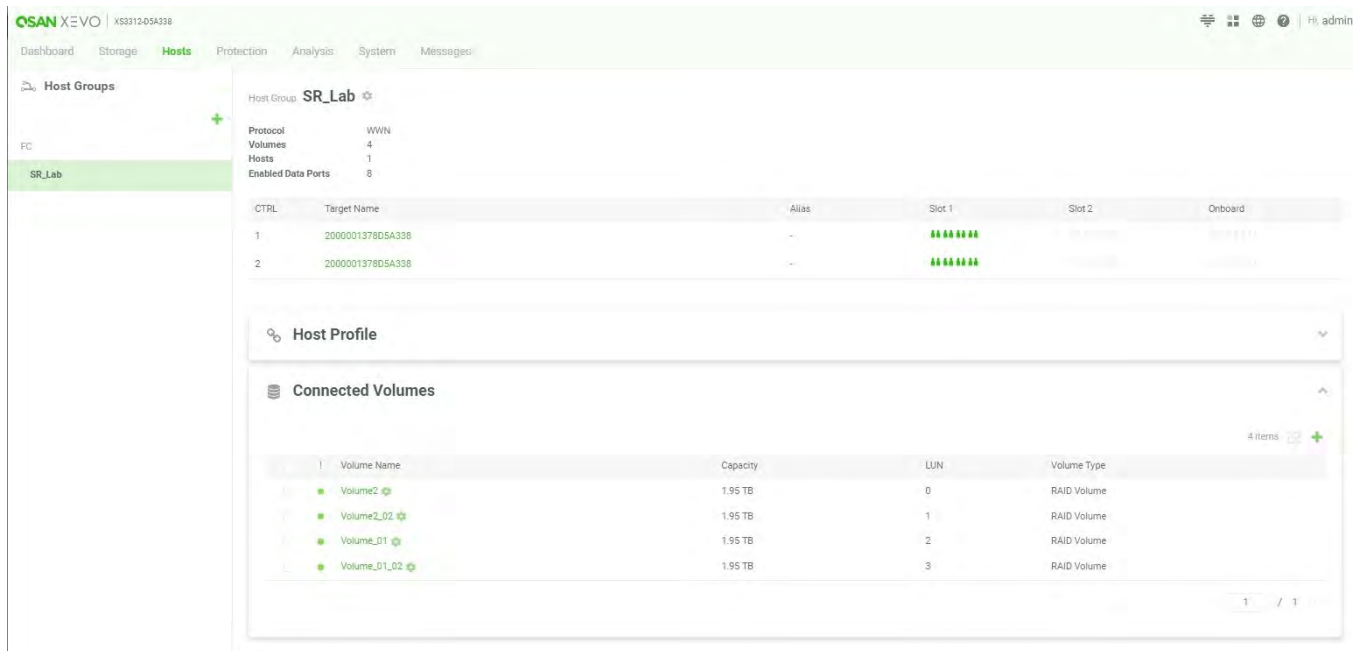 QSAN XEVO XS3312-D5A338
Hi, admin
Dashboard Storage Hosts Protection Analysis System Messages
Host Groups
FC
SR_Lab
Host Group SR_Lab
Protocol WWN
Volumes 4
Hosts 1
Enabled Data Ports 8
CTRL Target Name Alias Slot 1 Slot 2 Onboard
1 2000001378D5A338 -
2 2000001378D5A338 -
Host Profile
Connected Volumes
4 items
! Volume Name Capacity LUN Volume Type
Volume2 1.95 TB 0 RAID Volume
Volume2_02 1.95 TB 1 RAID Volume
Volume_01 1.95 TB 2 RAID Volume
Volume_01_02 1.95 TB 3 RAID Volume
1 / 1